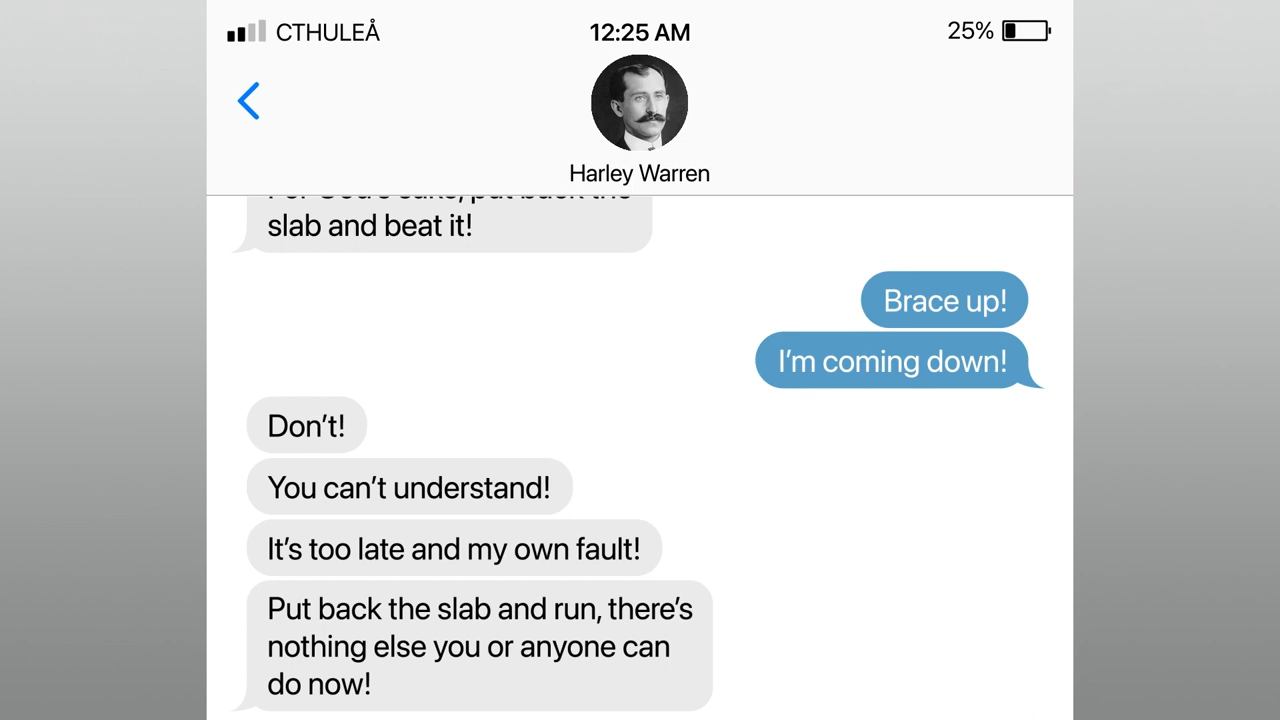 CTHULEÅ
12:25 AM
25%
Harley Warren
slab and beat it!
Brace up!
I’m coming down!
Don’t!
You can’t understand!
It’s too late and my own fault!
Put back the slab and run, there’s
nothing else you or anyone can
do now!